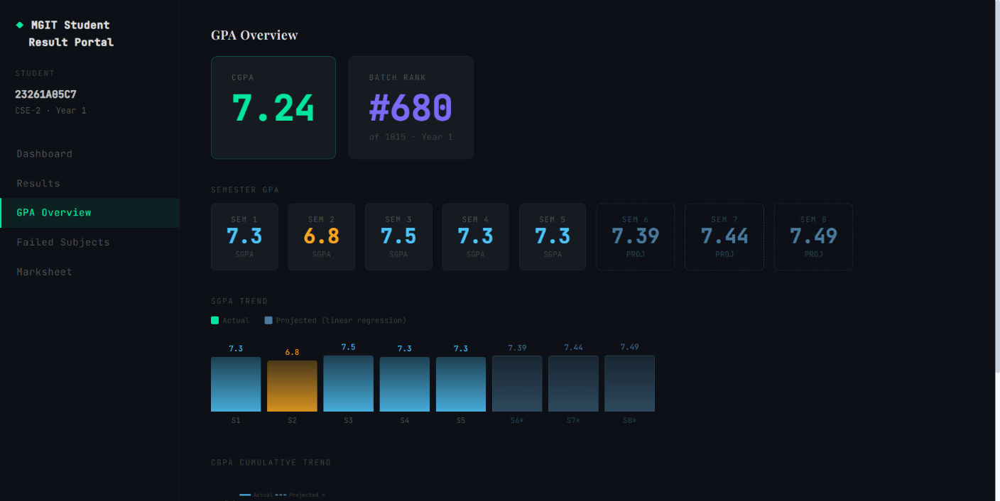 MGIT Student
Result Portal
STUDENT
23261A05C7
CSE-2 · Year 1
Dashboard
Results
GPA Overview
Failed Subjects
Marksheet
GPA Overview
CGPA
7.24
BATCH RANK
#680
of 1015 · Year 1
SEMESTER GPA
SEM 1
7.3
SGPA
SEM 2
6.8
SGPA
SEM 3
7.5
SGPA
SEM 4
7.3
SGPA
SEM 5
7.3
SGPA
SEM 6
7.39
PROJ
SEM 7
7.44
PROJ
SEM 8
7.49
PROJ
SGPA TREND
Actual Projected (linear regression)
7.3 6.8 7.5 7.3 7.3 7.39 7.44 7.49
S1 S2 S3 S4 S5 S6* S7* S8*
CGPA CUMULATIVE TREND
Actual Projected *